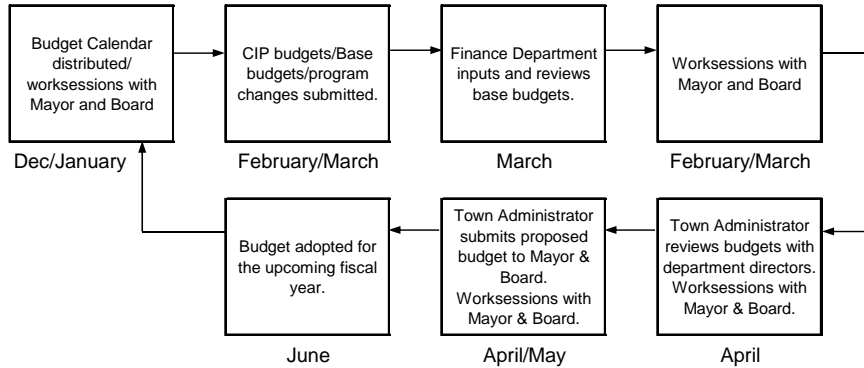 Budget Calendar
distributed/
worksessions with
Mayor and Board
Dec/January
CIP budgets/Base
budgets/program
changes submitted.
February/March
Finance Department
inputs and reviews
base budgets.
March
Worksessions with
Mayor and Board
February/March
Town Administrator
reviews budgets with
department directors.
Worksessions with
Mayor & Board.
April
Town Administrator
submits proposed
budget to Mayor &
Board.
Worksessions with
Mayor & Board.
April/May
Budget adopted for
the upcoming fiscal
year.
June